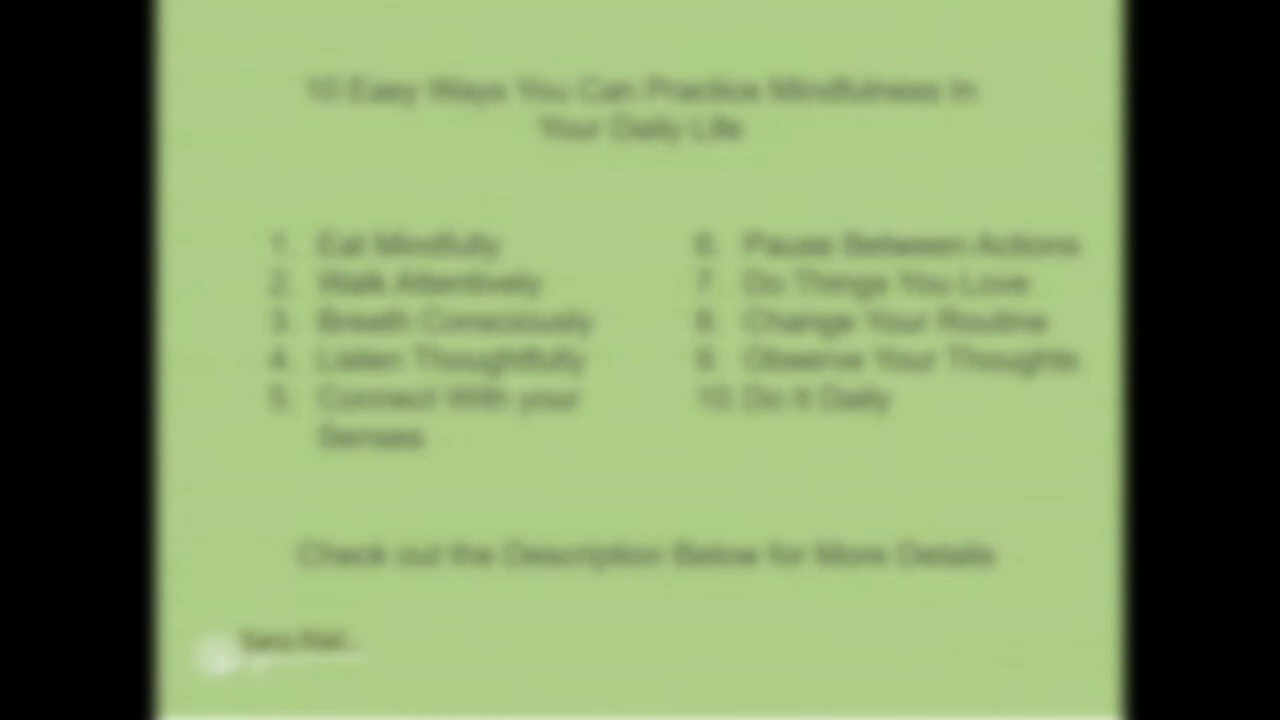 10 Easy Ways You Can Practice Mindfulness In
Your Daily Life
1. Eat Mindfully
2. Walk Attentively
3. Breath Consciously
4. Listen Thoughtfully
5. Connect With your
Senses
6. Pause Between Actions
7. Do Things You Love
8. Change Your Routine
9. Observe Your Thoughts
10. Do It Daily
Check out the Description Below for More Details